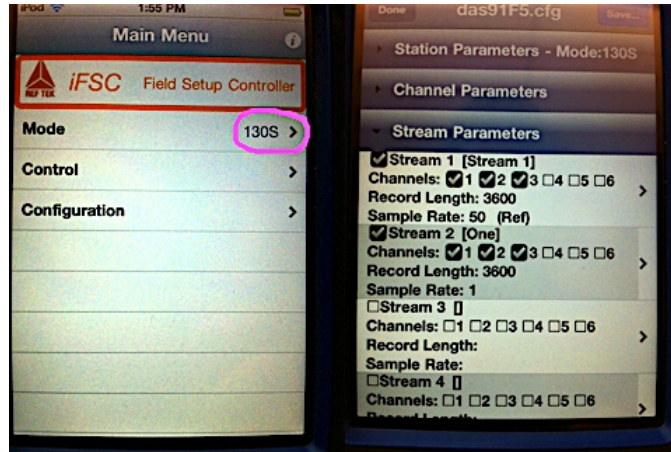 iPod 1:55 PM
Main Menu
REF TEK iFSC Field Setup Controller
Mode 130S
Control
Configuration
Done das91F5.cfg Save...
Station Parameters - Mode:130S
Channel Parameters
Stream Parameters
Stream 1 [Stream 1]
Channels: 1 2 3 4 5 6
Record Length: 3600
Sample Rate: 50 (Ref)
Stream 2 [One]
Channels: 1 2 3 4 5 6
Record Length: 3600
Sample Rate: 1
Stream 3 []
Channels: 1 2 3 4 5 6
Record Length:
Sample Rate:
Stream 4 []
Channels: 1 2 3 4 5 6
Record Length: